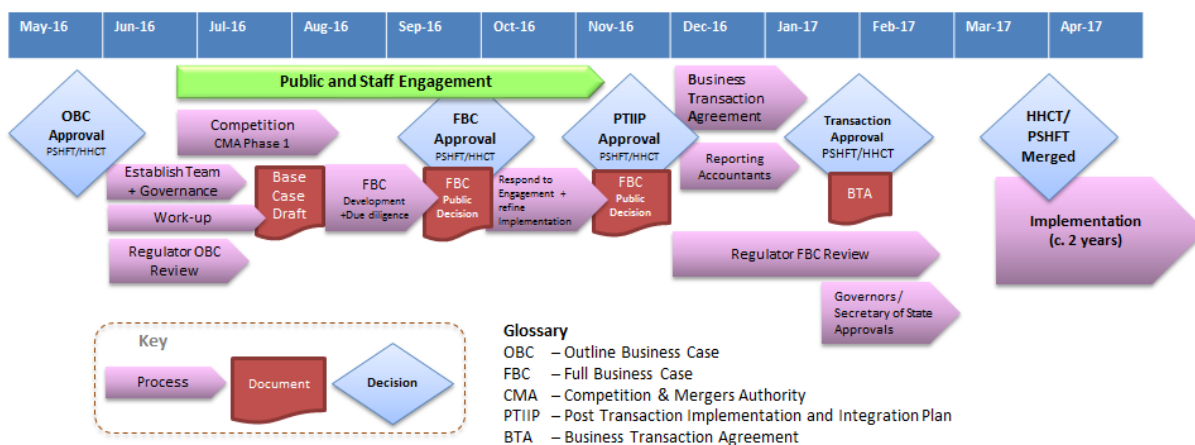 May-16 Jun-16 Jul-16 Aug-16 Sep-16 Oct-16 Nov-16 Dec-16 Jan-17 Feb-17 Mar-17 Apr-17
Public and Staff Engagement
OBC
Approval
PSHFT/HHCT
Competition
CMA Phase 1
Establish Team
+ Governance
Work-up
Regulator OBC
Review
Base
Case
Draft
FBC
Development
+Due diligence
FBC
Approval
PSHFT/HHCT
FBC
Public
Decision
Respond to
Engagement +
refine
Implementation
PTIIP
Approval
PSHFT/HHCT
FBC
Public
Decision
Business
Transaction
Agreement
Reporting
Accountants
Transaction
Approval
PSHFT/HHCT
BTA
Regulator FBC Review
Governors /
Secretary of State
Approvals
HHCT/
PSHFT
Merged
Implementation
(c. 2 years)
Key
Process
Document
Decision
Glossary
OBC – Outline Business Case
FBC – Full Business Case
CMA – Competition & Mergers Authority
PTIIP – Post Transaction Implementation and Integration Plan
BTA – Business Transaction Agreement